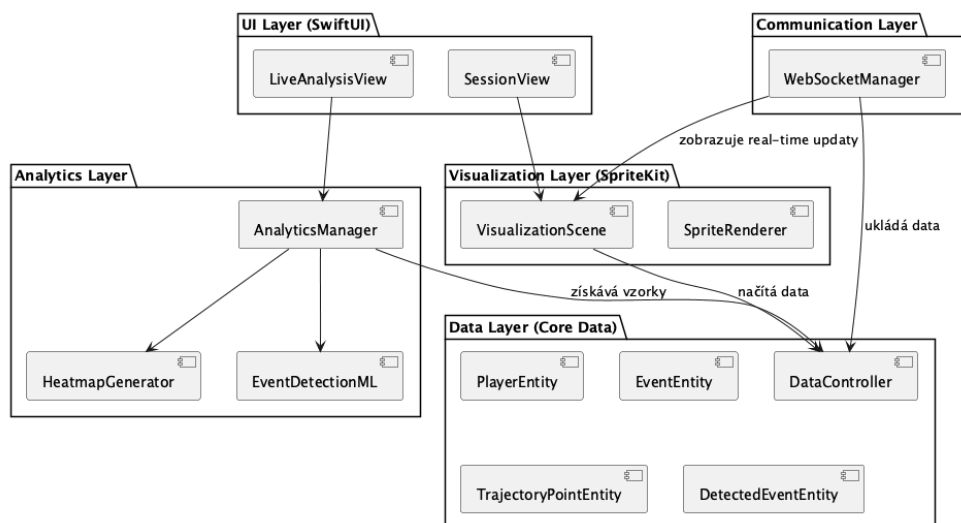 UI Layer (SwiftUI)
LiveAnalysisView
SessionView
Communication Layer
WebSocketManager
zobrazuje real-time updaty
ukládá data
Analytics Layer
AnalyticsManager
HeatmapGenerator
EventDetectionML
Visualization Layer (SpriteKit)
VisualizationScene
SpriteRenderer
získává vzorky
načítá data
Data Layer (Core Data)
PlayerEntity
EventEntity
DataController
TrajectoryPointEntity
DetectedEventEntity